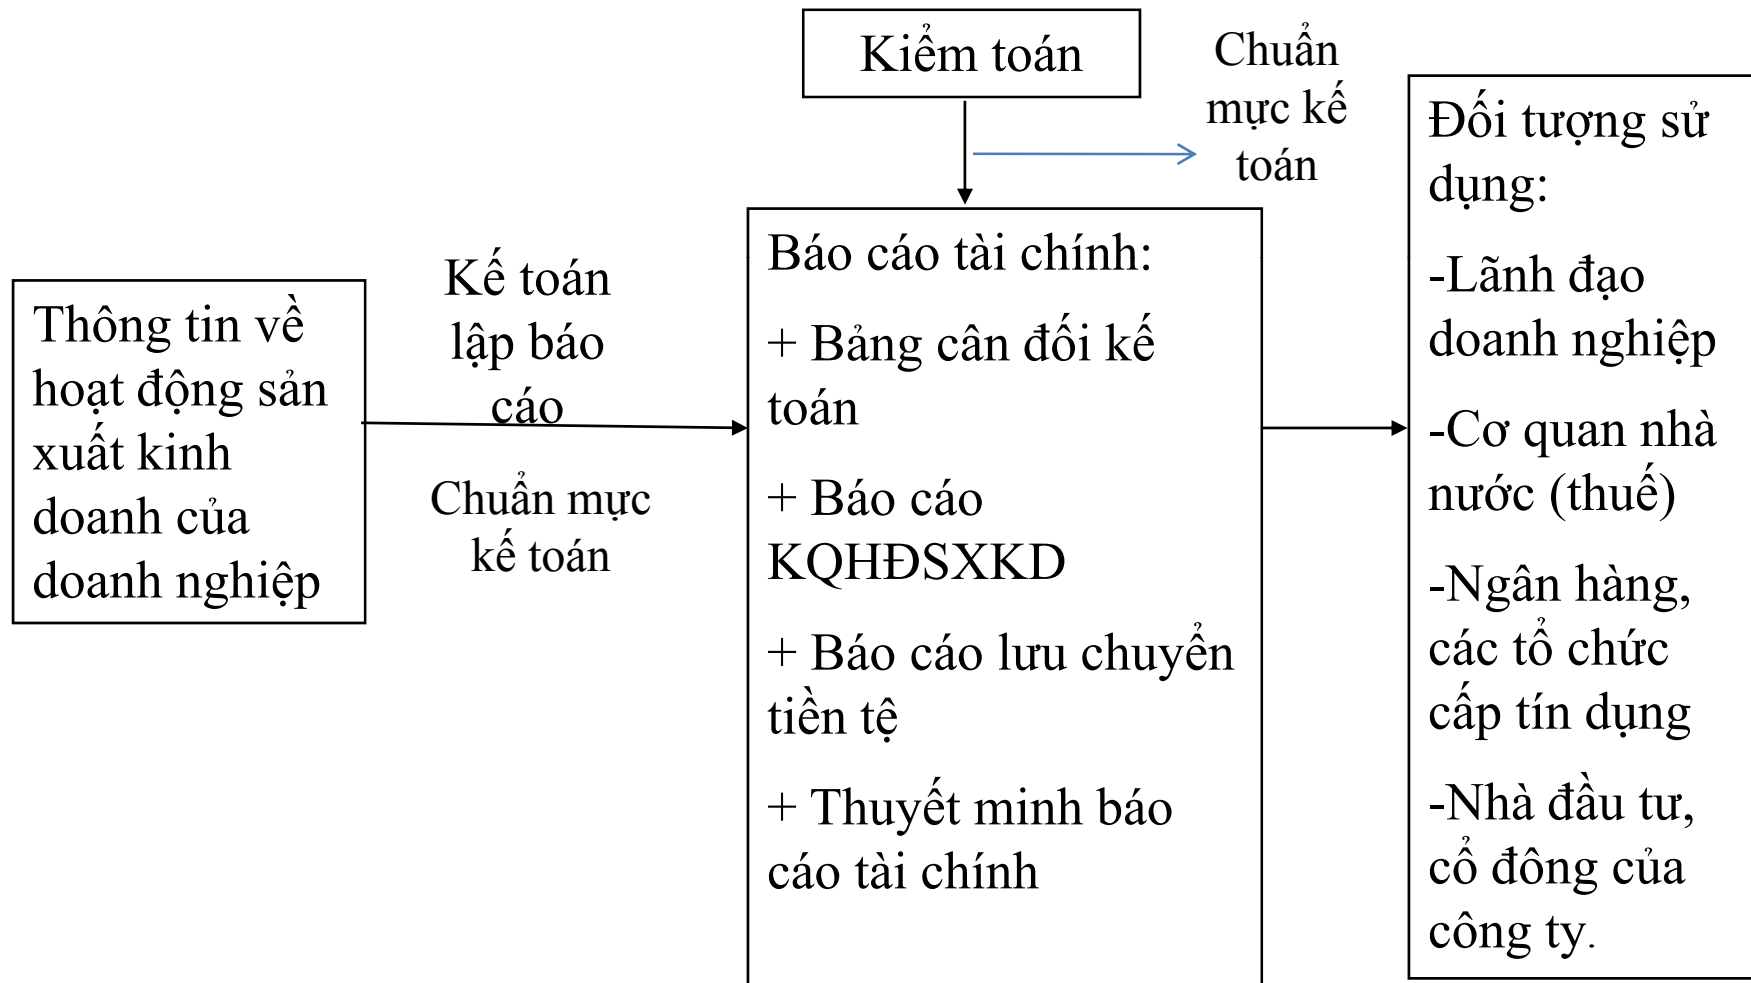 Kiểm toán
Chuẩn
mực kế
toán
Thông tin về
hoạt động sản
xuất kinh
doanh của
doanh nghiệp
Kế toán
lập báo
cáo
Chuẩn mực
kế toán
Báo cáo tài chính:
+ Bảng cân đối kế
toán
+ Báo cáo
KQHĐSXKD
+ Báo cáo lưu chuyển
tiền tệ
+ Thuyết minh báo
cáo tài chính
Đối tượng sử
dụng:
-Lãnh đạo
doanh nghiệp
-Cơ quan nhà
nước (thuế)
-Ngân hàng,
các tổ chức
cấp tín dụng
-Nhà đầu tư,
cổ đông của
công ty.